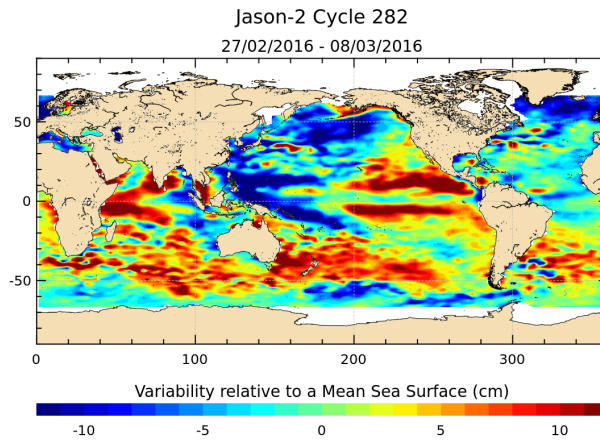 Jason-2 Cycle 282
27/02/2016 - 08/03/2016
50
0
-50
0 100 200 300
Variability relative to a Mean Sea Surface (cm)
-10 -5 0 5 10